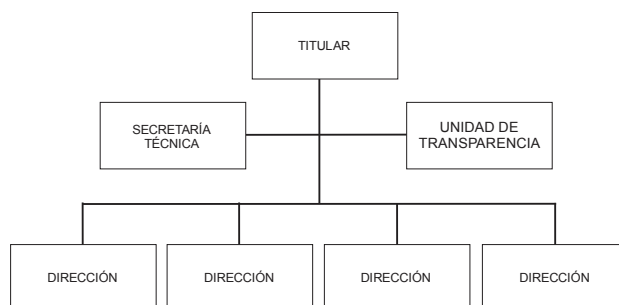 TITULAR
SECRETARÍA
TÉCNICA
UNIDAD DE
TRANSPARENCIA
DIRECCIÓN
DIRECCIÓN
DIRECCIÓN
DIRECCIÓN